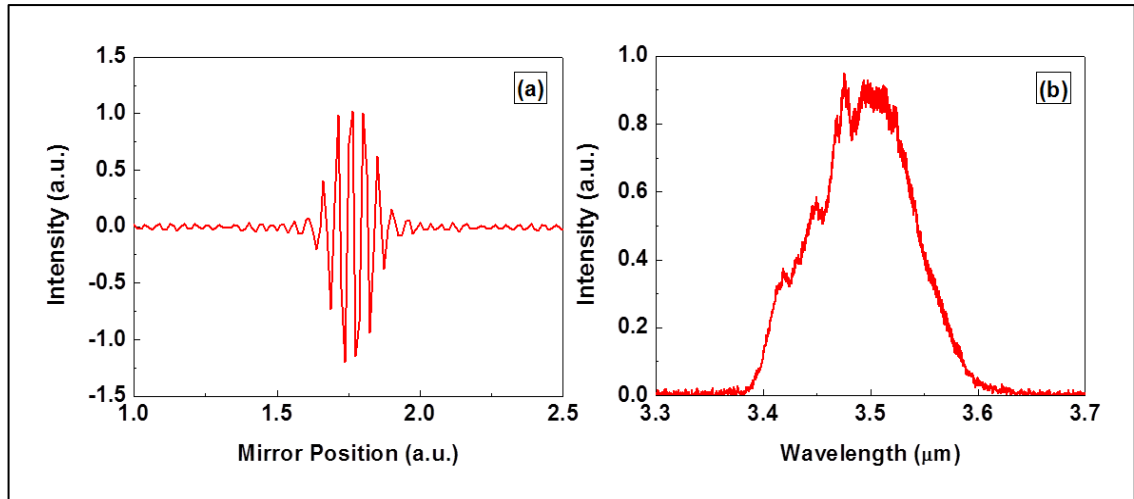 (a)
Intensity (a.u.)
1.5
1.0
0.5
0.0
-0.5
-1.0
-1.5
1.0 1.5 2.0 2.5
Mirror Position (a.u.)
(b)
Intensity (a.u.)
1.0
0.8
0.6
0.4
0.2
0.0
3.3 3.4 3.5 3.6 3.7
Wavelength (μm)